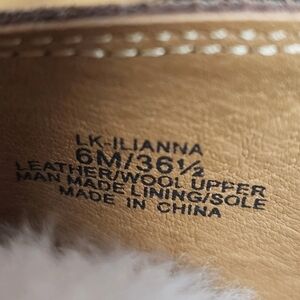 LK-ILIANNA
6M/36½
LEATHER/WOOL UPPER
MAN MADE LINING/SOLE
MADE IN CHINA